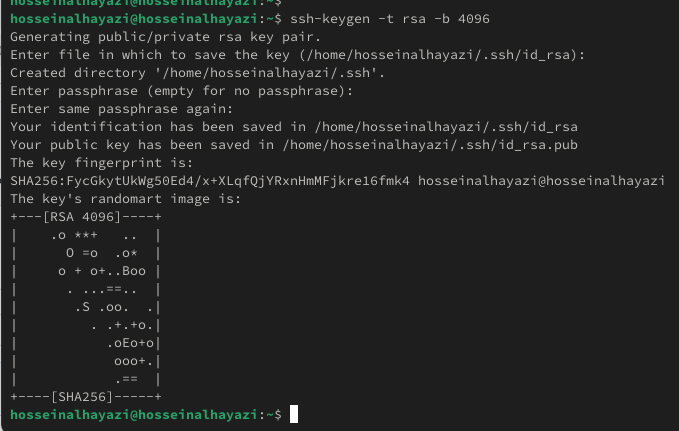 hosseinalhayazi@hosseinalhayazi:~$
hosseinalhayazi@hosseinalhayazi:~$ ssh-keygen -t rsa -b 4096
Generating public/private rsa key pair.
Enter file in which to save the key (/home/hosseinalhayazi/.ssh/id_rsa):
Created directory '/home/hosseinalhayazi/.ssh'.
Enter passphrase (empty for no passphrase):
Enter same passphrase again:
Your identification has been saved in /home/hosseinalhayazi/.ssh/id_rsa
Your public key has been saved in /home/hosseinalhayazi/.ssh/id_rsa.pub
The key fingerprint is:
SHA256:FycGkytUkWg50Ed4/x+XLqfQjYRxnHmMFjkre16fmk4 hosseinalhayazi@hosseinalhayazi
The key's randomart image is:
+---[RSA 4096]----+
|    .o **+   ..  |
|      O =o  .o*  |
|     o + o+..Boo |
|      . ...==..  |
|       .S .oo.  .|
|         . .+.+o.|
|           .oEo+o|
|            ooo+.|
|            .==  |
+----[SHA256]-----+
hosseinalhayazi@hosseinalhayazi:~$